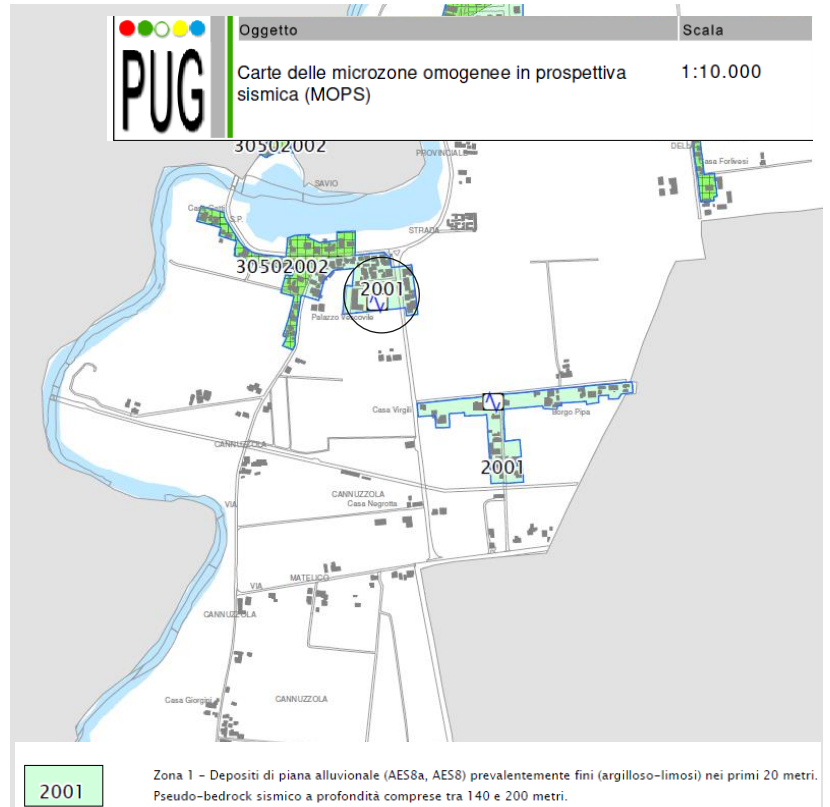 Oggetto
Scala
PUG
Carte delle microzone omogenee in prospettiva
sismica (MOPS)
1:10.000
30502002
PROVINCIALE
Casa Forlivesi
SAVIO
S.P.
STRADA
30502002
2001
Palazzo Vescovile
Casa Virgili
Borgo Pipa
CANNUZZOLA
2001
CANNUZZOLA
Casa Negrotta
VIA
MATELICO
VIA
CANNUZZOLA
Casa Giorgini
CANNUZZOLA
2001
Zona 1 – Depositi di piana alluvionale (AES8a, AES8) prevalentemente fini (argilloso-limosi) nei primi 20 metri.
Pseudo-bedrock sismico a profondità comprese tra 140 e 200 metri.